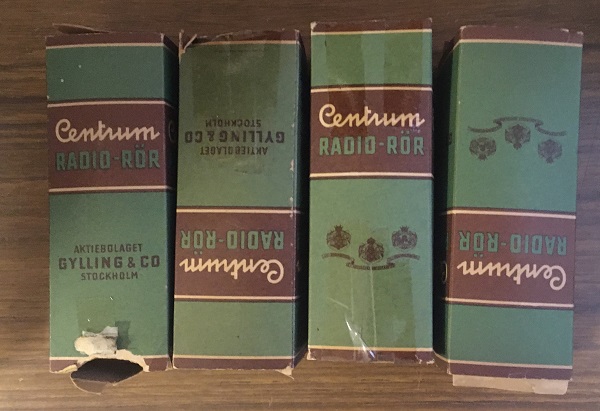 Centrum
RADIO-RÖR
AKTIEBOLAGET
GYLLING & CO
STOCKHOLM
AKTIEBOLAGET
GYLLING & CO
STOCKHOLM
Centrum
RADIO-RÖR
Centrum
RADIO-RÖR
Centrum
RADIO-RÖR